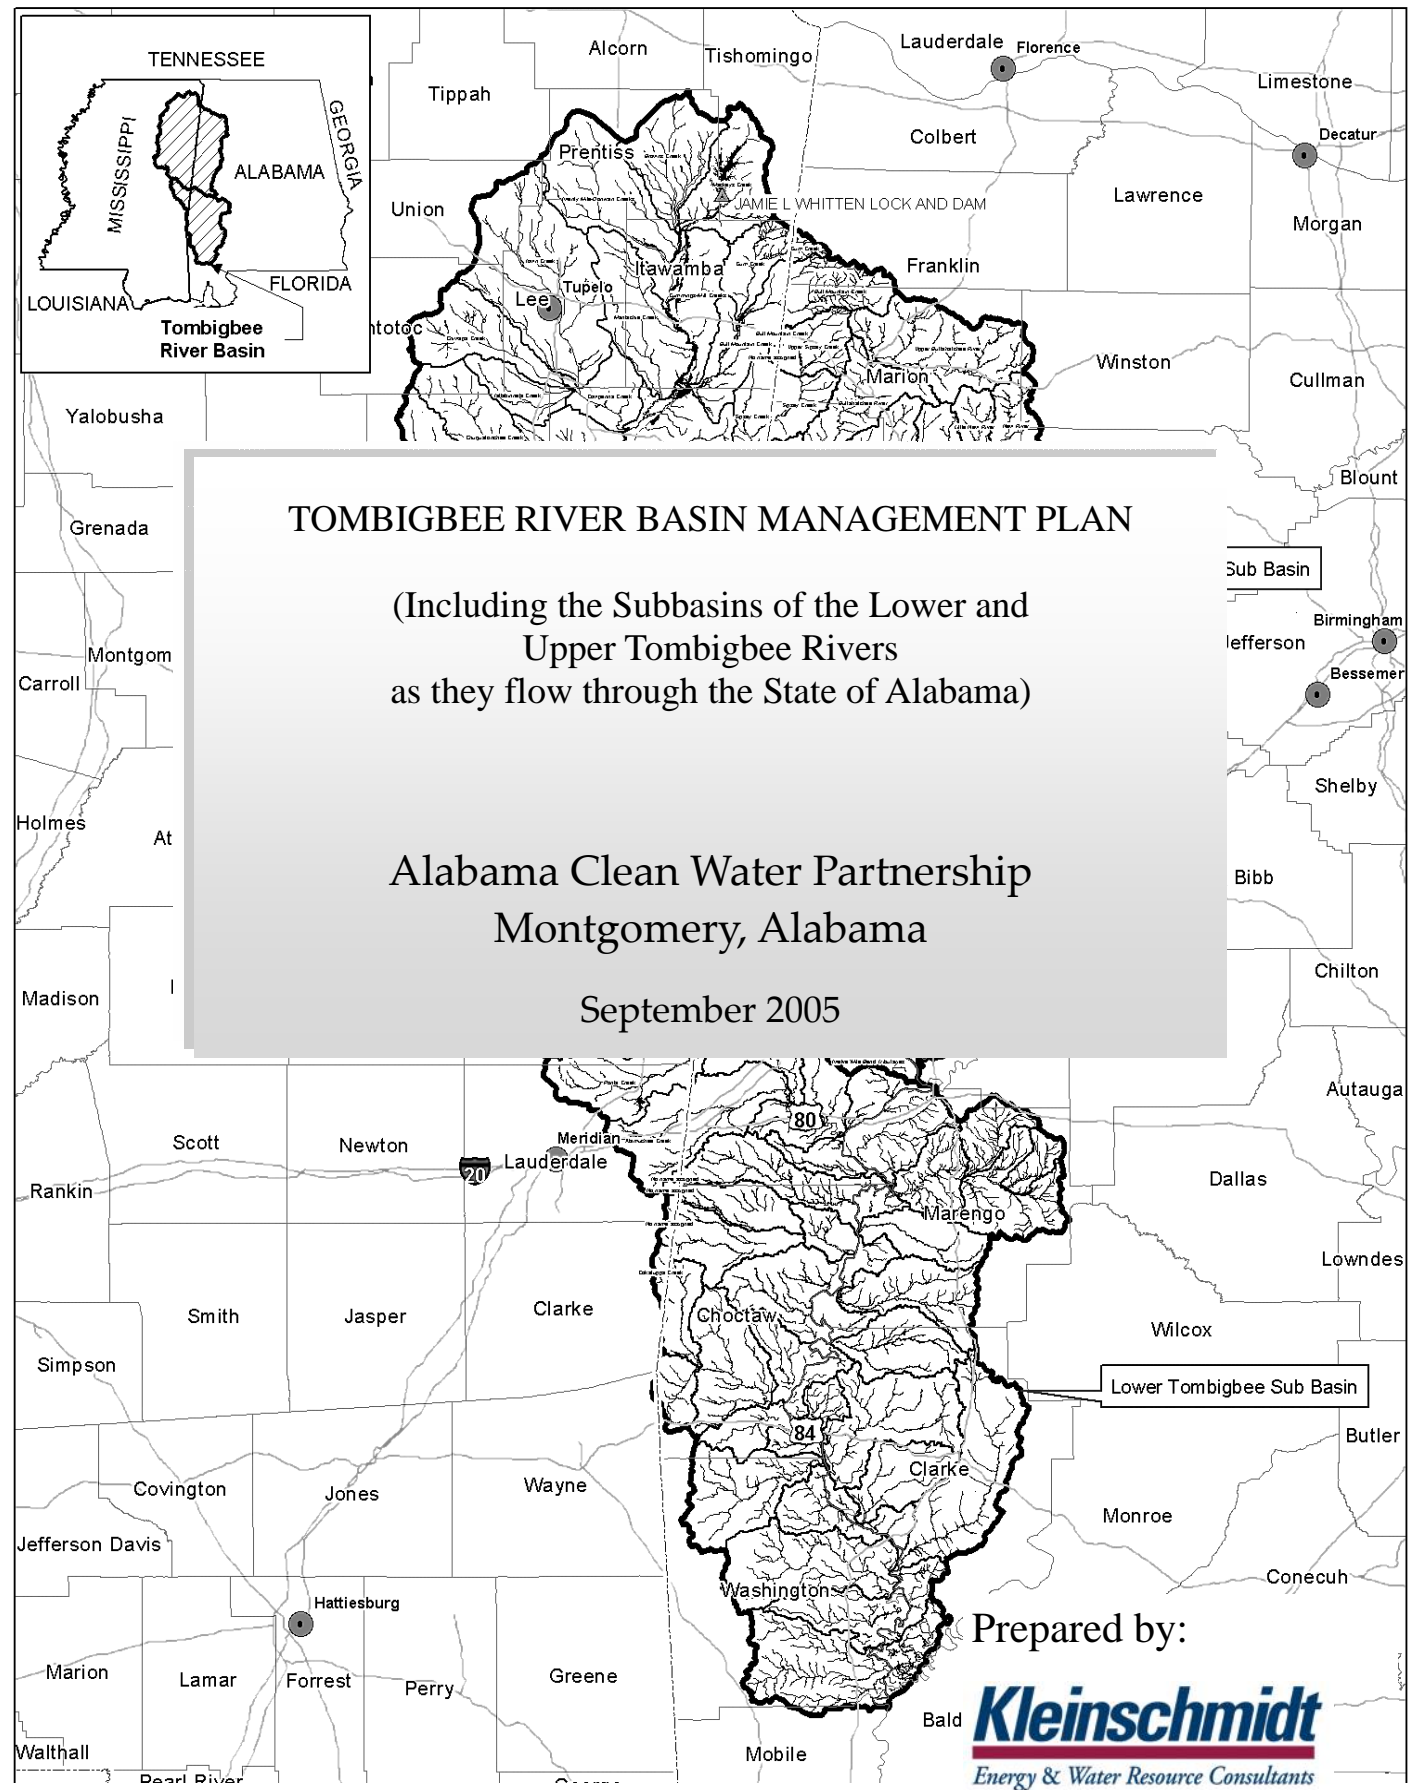 TENNESSEE
MISSISSIPPI
ALABAMA
GEORGIA
LOUISIANA
FLORIDA
Tombigbee
River Basin
Alcorn
Tishomingo
Lauderdale
Florence
Limestone
Tippah
Colbert
Decatur
Prentiss
Lawrence
Union
JAMIE L WHITTEN LOCK AND DAM
Morgan
Itawamba
Franklin
Lee
Tupelo
ntotoc
Winston
Marion
Cullman
Yalobusha
Blount
Grenada
TOMBIGBEE RIVER BASIN MANAGEMENT PLAN
(Including the Subbasins of the Lower and
Upper Tombigbee Rivers
as they flow through the State of Alabama)
Alabama Clean Water Partnership
Montgomery, Alabama
September 2005
Sub Basin
Birmingham
Jefferson
Bessemer
Montgom
Carroll
Shelby
Holmes
At
Bibb
Chilton
Madison
Autauga
80
Scott
Newton
Meridian
Lauderdale
20
Rankin
Dallas
Marengo
Lowndes
Smith
Jasper
Clarke
Choctaw
Wilcox
Simpson
Lower Tombigbee Sub Basin
84
Butler
Clarke
Covington
Jones
Wayne
Monroe
Jefferson Davis
Conecuh
Washington
Hattiesburg
Prepared by:
Marion
Lamar
Forrest
Perry
Greene
Bald
Kleinschmidt
Energy & Water Resource Consultants
Walthall
Mobile
Pearl River
George